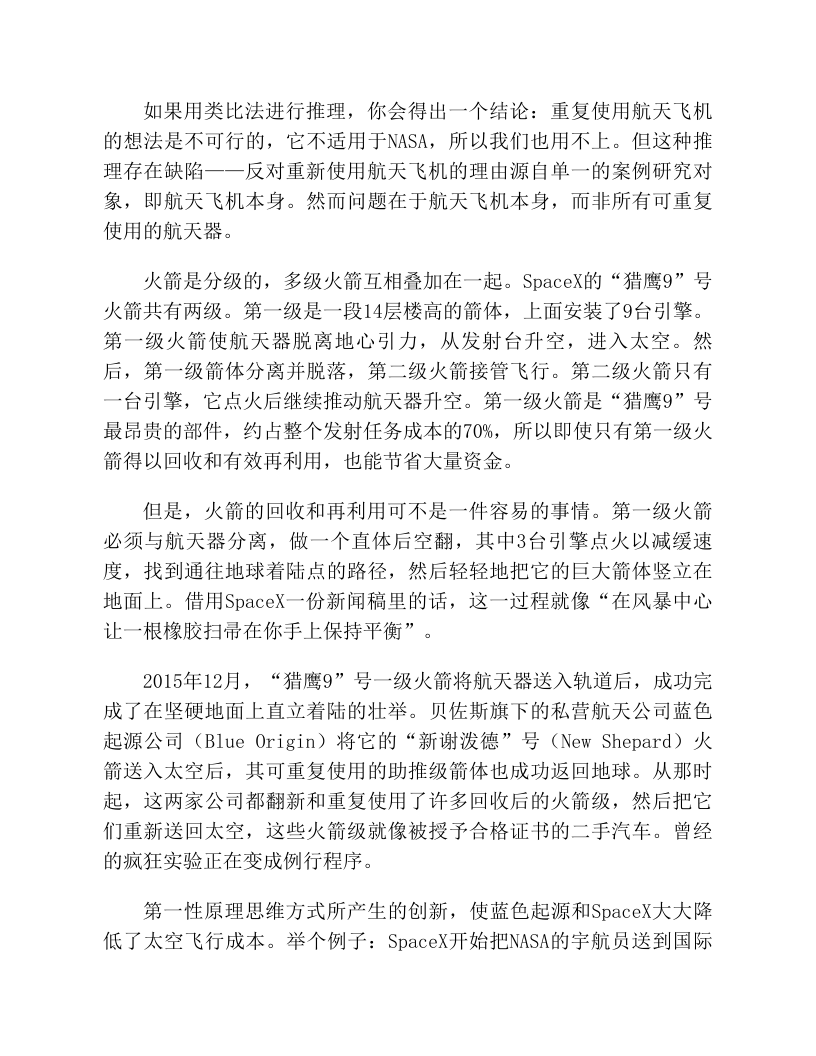 如果用类比法进行推理，你会得出一个结论：重复使用航天飞机
的想法是不可行的，它不适用于NASA，所以我们也用不上。但这种推
理存在缺陷——反对重新使用航天飞机的理由源自单一的案例研究对
象，即航天飞机本身。然而问题在于航天飞机本身，而非所有可重复
使用的航天器。
火箭是分级的，多级火箭互相叠加在一起。SpaceX的“猎鹰9”号
火箭共有两级。第一级是一段14层楼高的箭体，上面安装了9台引擎。
第一级火箭使航天器脱离地心引力，从发射台升空，进入太空。然
后，第一级箭体分离并脱落，第二级火箭接管飞行。第二级火箭只有
一台引擎，它点火后继续推动航天器升空。第一级火箭是“猎鹰9”号
最昂贵的部件，约占整个发射任务成本的70%，所以即使只有第一级火
箭得以回收和有效再利用，也能节省大量资金。
但是，火箭的回收和再利用可不是一件容易的事情。第一级火箭
必须与航天器分离，做一个直体后空翻，其中3台引擎点火以减缓速
度，找到通往地球着陆点的路径，然后轻轻地把它的巨大箭体竖立在
地面上。借用SpaceX一份新闻稿里的话，这一过程就像“在风暴中心
让一根橡胶扫帚在你手上保持平衡”。
2015年12月，“猎鹰9”号一级火箭将航天器送入轨道后，成功完
成了在坚硬地面上直立着陆的壮举。贝佐斯旗下的私营航天公司蓝色
起源公司（Blue Origin）将它的“新谢泼德”号（New Shepard）火
箭送入太空后，其可重复使用的助推级箭体也成功返回地球。从那时
起，这两家公司都翻新和重复使用了许多回收后的火箭级，然后把它
们重新送回太空，这些火箭级就像被授予合格证书的二手汽车。曾经
的疯狂实验正在变成例行程序。
第一性原理思维方式所产生的创新，使蓝色起源和SpaceX大大降
低了太空飞行成本。举个例子：SpaceX开始把NASA的宇航员送到国际